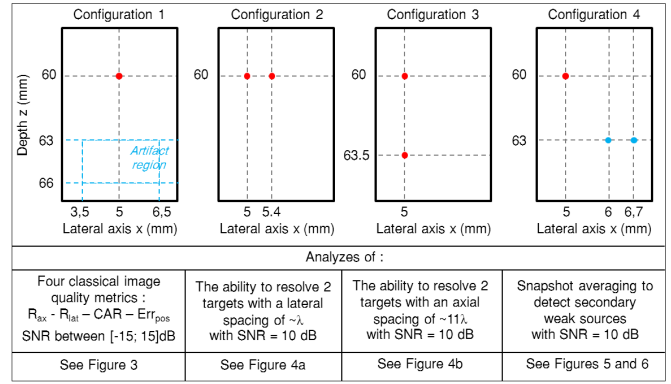 Configuration 1
Configuration 2
Configuration 3
Configuration 4
Depth z (mm)
60
63
66
Artifact
region
3,5 5 6,5
Lateral axis x (mm)
60
5 5.4
Lateral axis x (mm)
60
63.5
5
Lateral axis x (mm)
60
63
5 6 6,7
Lateral axis x (mm)
Analyzes of :
Four classical image
quality metrics :
Rax - Rlat – CAR – Errpos
SNR between [-15; 15]dB
The ability to resolve 2
targets with a lateral
spacing of ~λ
with SNR = 10 dB
The ability to resolve 2
targets with an axial
spacing of ~11λ
with SNR = 10 dB
Snapshot averaging to
detect secondary
weak sources
with SNR = 10 dB
See Figure 3
See Figure 4a
See Figure 4b
See Figures 5 and 6